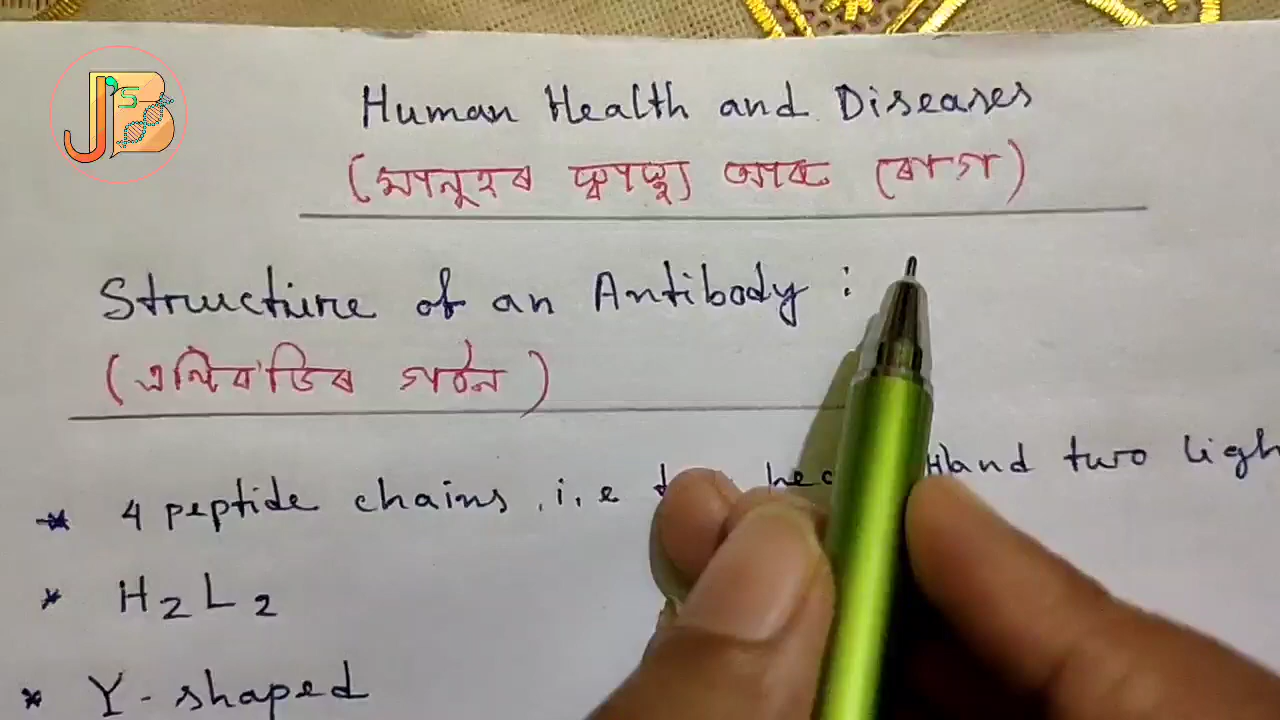 J'S B
Human Health and Diseases
(মানুহৰ স্বাস্থ্য আৰু ৰোগ)
Structure of an Antibody :
(এন্টিবডিৰ গঠন)
* 4 peptide chains, i.e and two
* H2L2
* Y-shaped